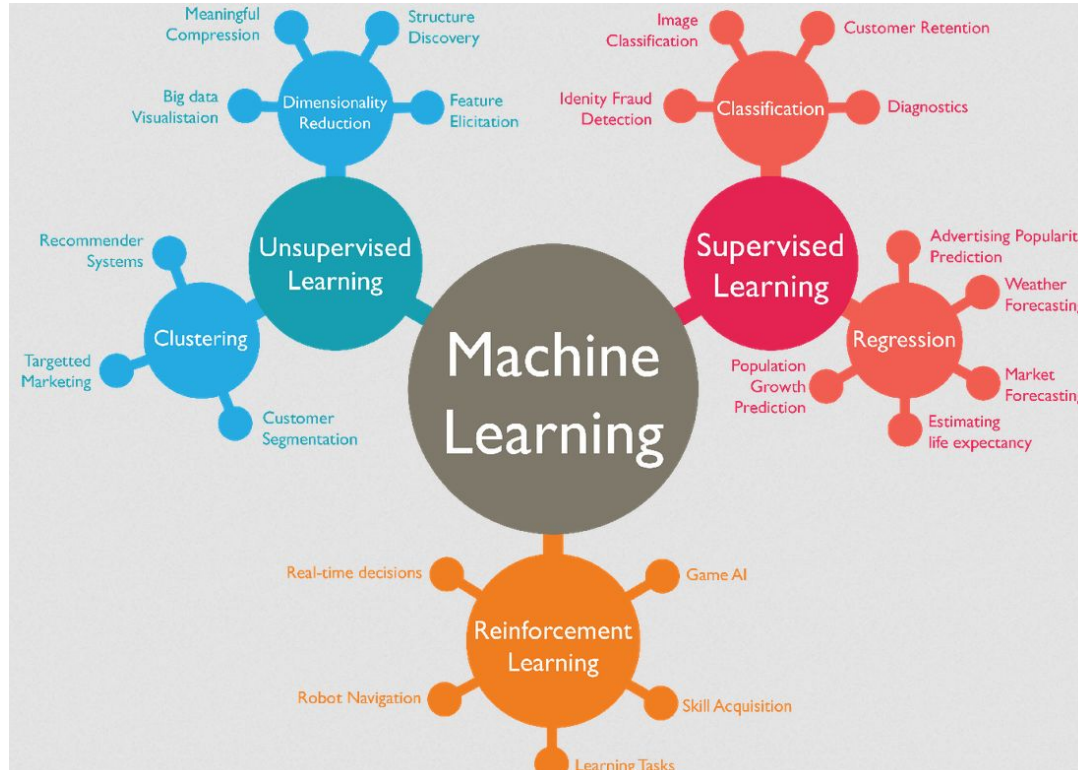 Meaningful
Compression
Structure
Discovery
Big data
Visualistaion
Dimensionality
Reduction
Feature
Elicitation
Image
Classification
Customer Retention
Idenity Fraud
Detection
Classification
Diagnostics
Recommender
Systems
Unsupervised
Learning
Supervised
Learning
Advertising Popularit
Prediction
Weather
Forecasting
Clustering
Machine
Learning
Regression
Targetted
Marketing
Population
Growth
Prediction
Market
Forecasting
Customer
Segmentation
Estimating
life expectancy
Real-time decisions
Game AI
Reinforcement
Learning
Robot Navigation
Skill Acquisition
Learning Tasks